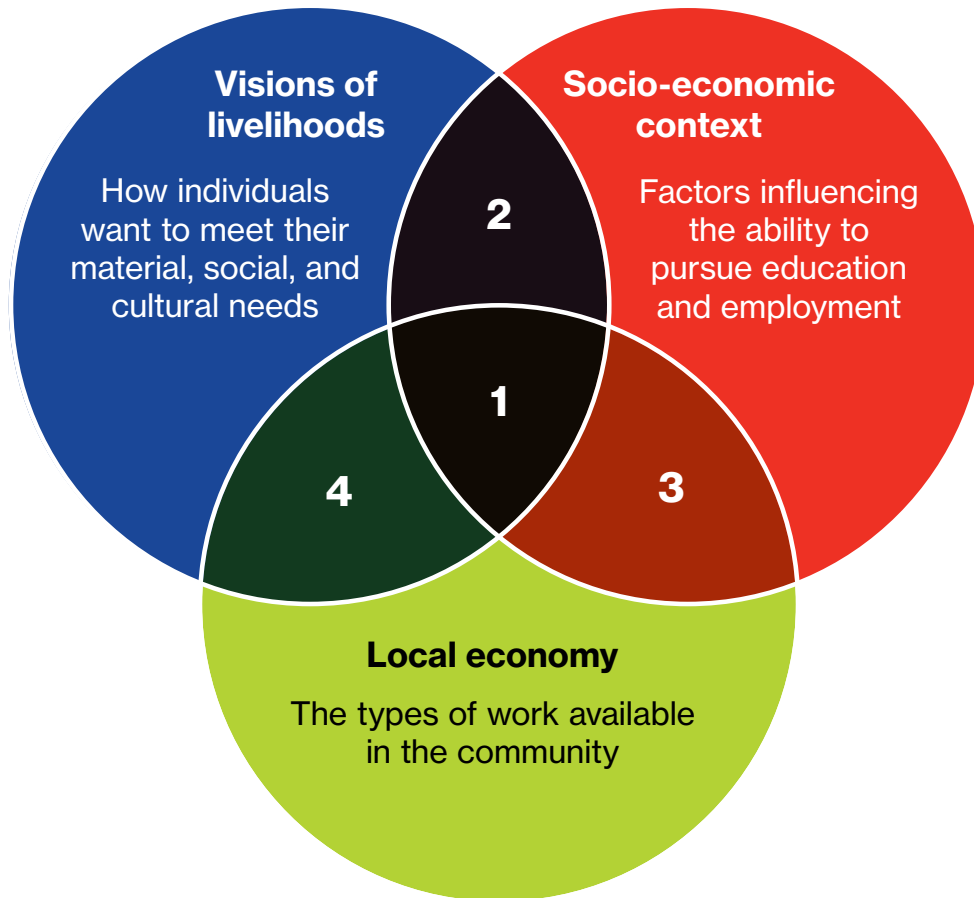 Visions of
livelihoods
How individuals
want to meet their
material, social, and
cultural needs
Socio-economic
context
Factors influencing
the ability to
pursue education
and employment
2
1
4
3
Local economy
The types of work available
in the community